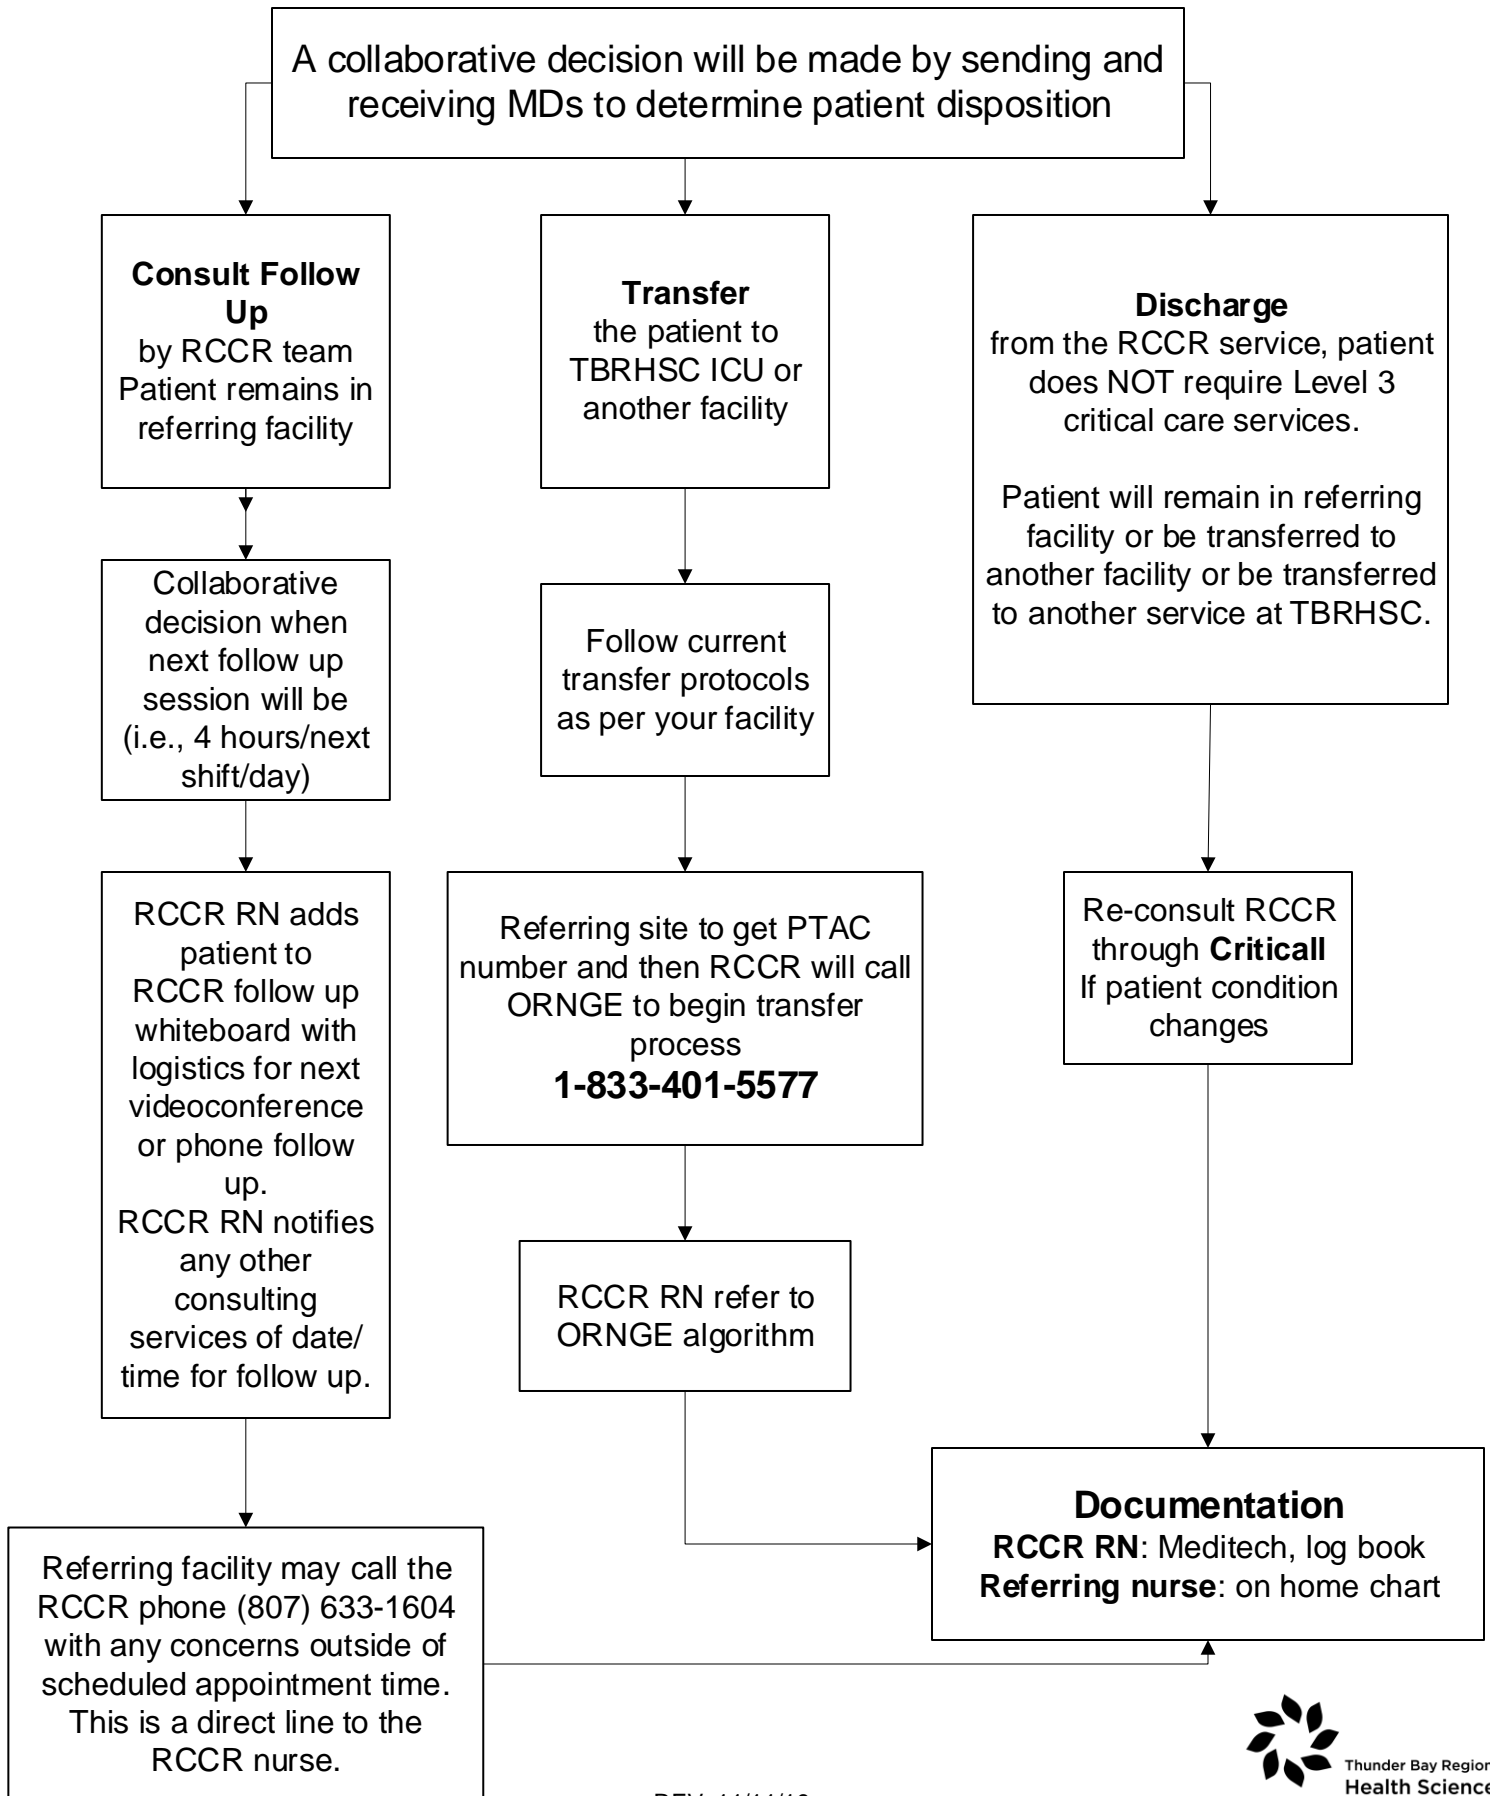 A collaborative decision will be made by sending and
receiving MDs to determine patient disposition
Consult Follow
Up
by RCCR team
Patient remains in
referring facility
Transfer
the patient to
TBRHSC ICU or
another facility
Discharge
from the RCCR service, patient
does NOT require Level 3
critical care services.
Patient will remain in referring
facility or be transferred to
another facility or be transferred
to another service at TBRHSC.
Collaborative
decision when
next follow up
session will be
(i.e., 4 hours/next
shift/day)
Follow current
transfer protocols
as per your facility
RCCR RN adds
patient to
RCCR follow up
whiteboard with
logistics for next
videoconference
or phone follow
up.
RCCR RN notifies
any other
consulting
services of date/
time for follow up.
Referring site to get PTAC
number and then RCCR will call
ORNGE to begin transfer
process
1-833-401-5577
Re-consult RCCR
through Criticall
If patient condition
changes
RCCR RN refer to
ORNGE algorithm
Documentation
RCCR RN: Meditech, log book
Referring nurse: on home chart
Referring facility may call the
RCCR phone (807) 633-1604
with any concerns outside of
scheduled appointment time.
This is a direct line to the
RCCR nurse.
Thunder Bay Region
Health Science